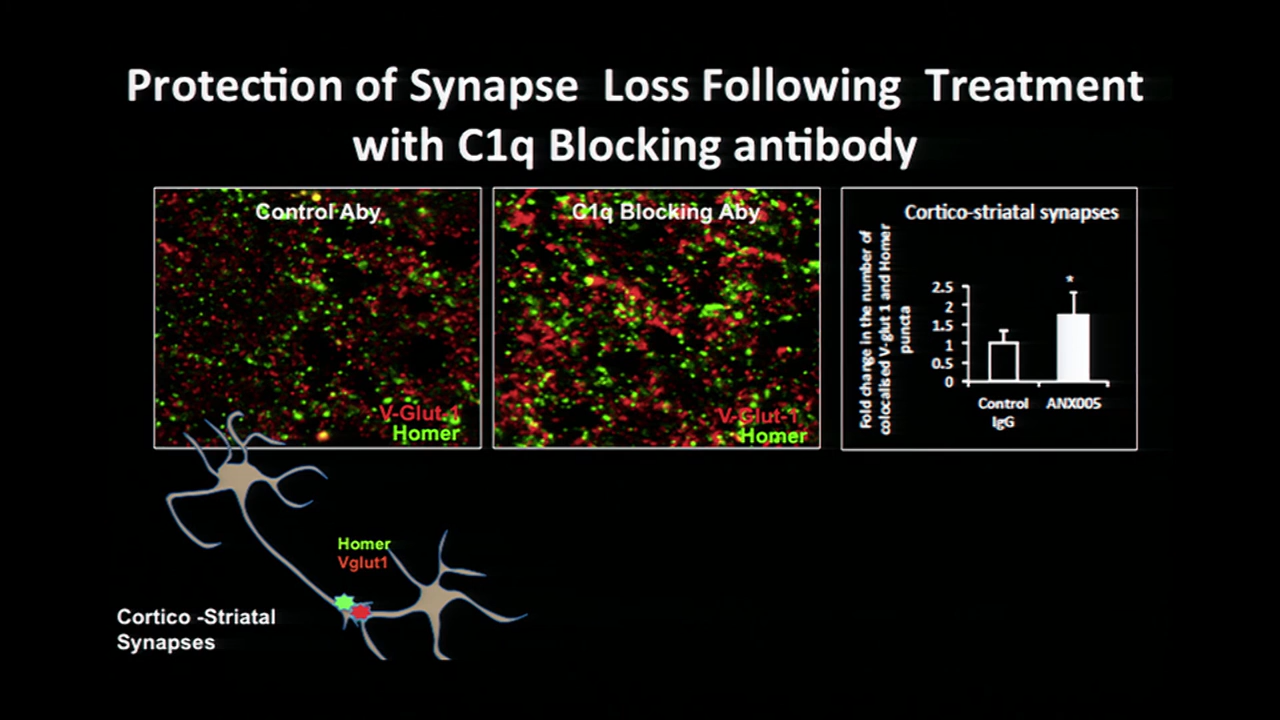 Protection of Synapse Loss Following Treatment
with C1q Blocking antibody
Control Aby
V-Glut-1
Homer
C1q Blocking Aby
V-Glut-1
Homer
Cortico-striatal synapses
Fold change in the number of
colocalised V-glut 1 and Homer
puncta
2.5
2
1.5
1
0.5
0
*
Control
IgG
ANX005
Homer
Vglut1
Cortico -Striatal
Synapses